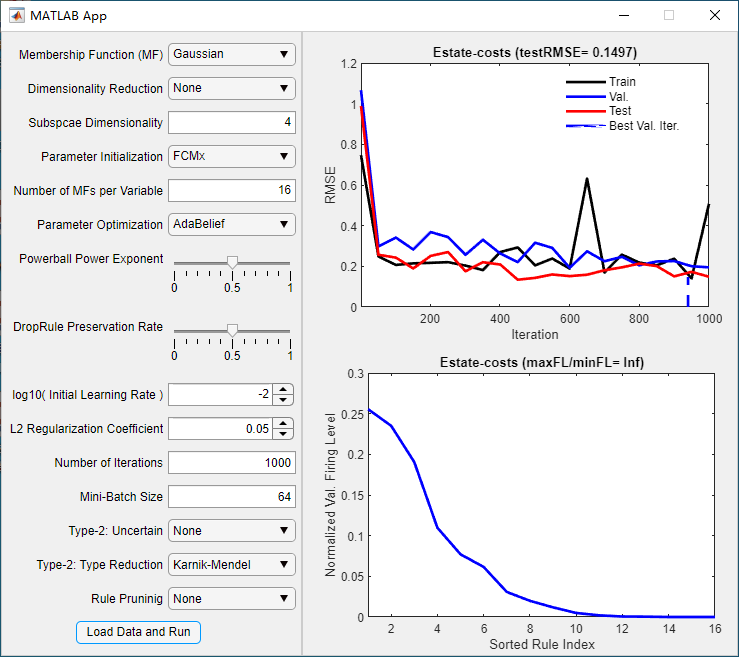 MATLAB App
Membership Function (MF) Gaussian
Dimensionality Reduction None
Subspcae Dimensionality 4
Parameter Initialization FCMx
Number of MFs per Variable 16
Parameter Optimization AdaBelief
Powerball Power Exponent
0 0.5 1
DropRule Preservation Rate
0 0.5 1
log10( Initial Learning Rate ) -2
L2 Regularization Coefficient 0.05
Number of Iterations 1000
Mini-Batch Size 64
Type-2: Uncertain None
Type-2: Type Reduction Karnik-Mendel
Rule Pruninig None
Load Data and Run
Estate-costs (testRMSE= 0.1497)
1.2
1
0.8
0.6
0.4
0.2
0
RMSE
Train
Val.
Test
Best Val. Iter.
200 400 600 800 1000
Iteration
Estate-costs (maxFL/minFL= Inf)
0.3
0.25
0.2
0.15
0.1
0.05
0
Normalized Val. Firing Level
2 4 6 8 10 12 14 16
Sorted Rule Index